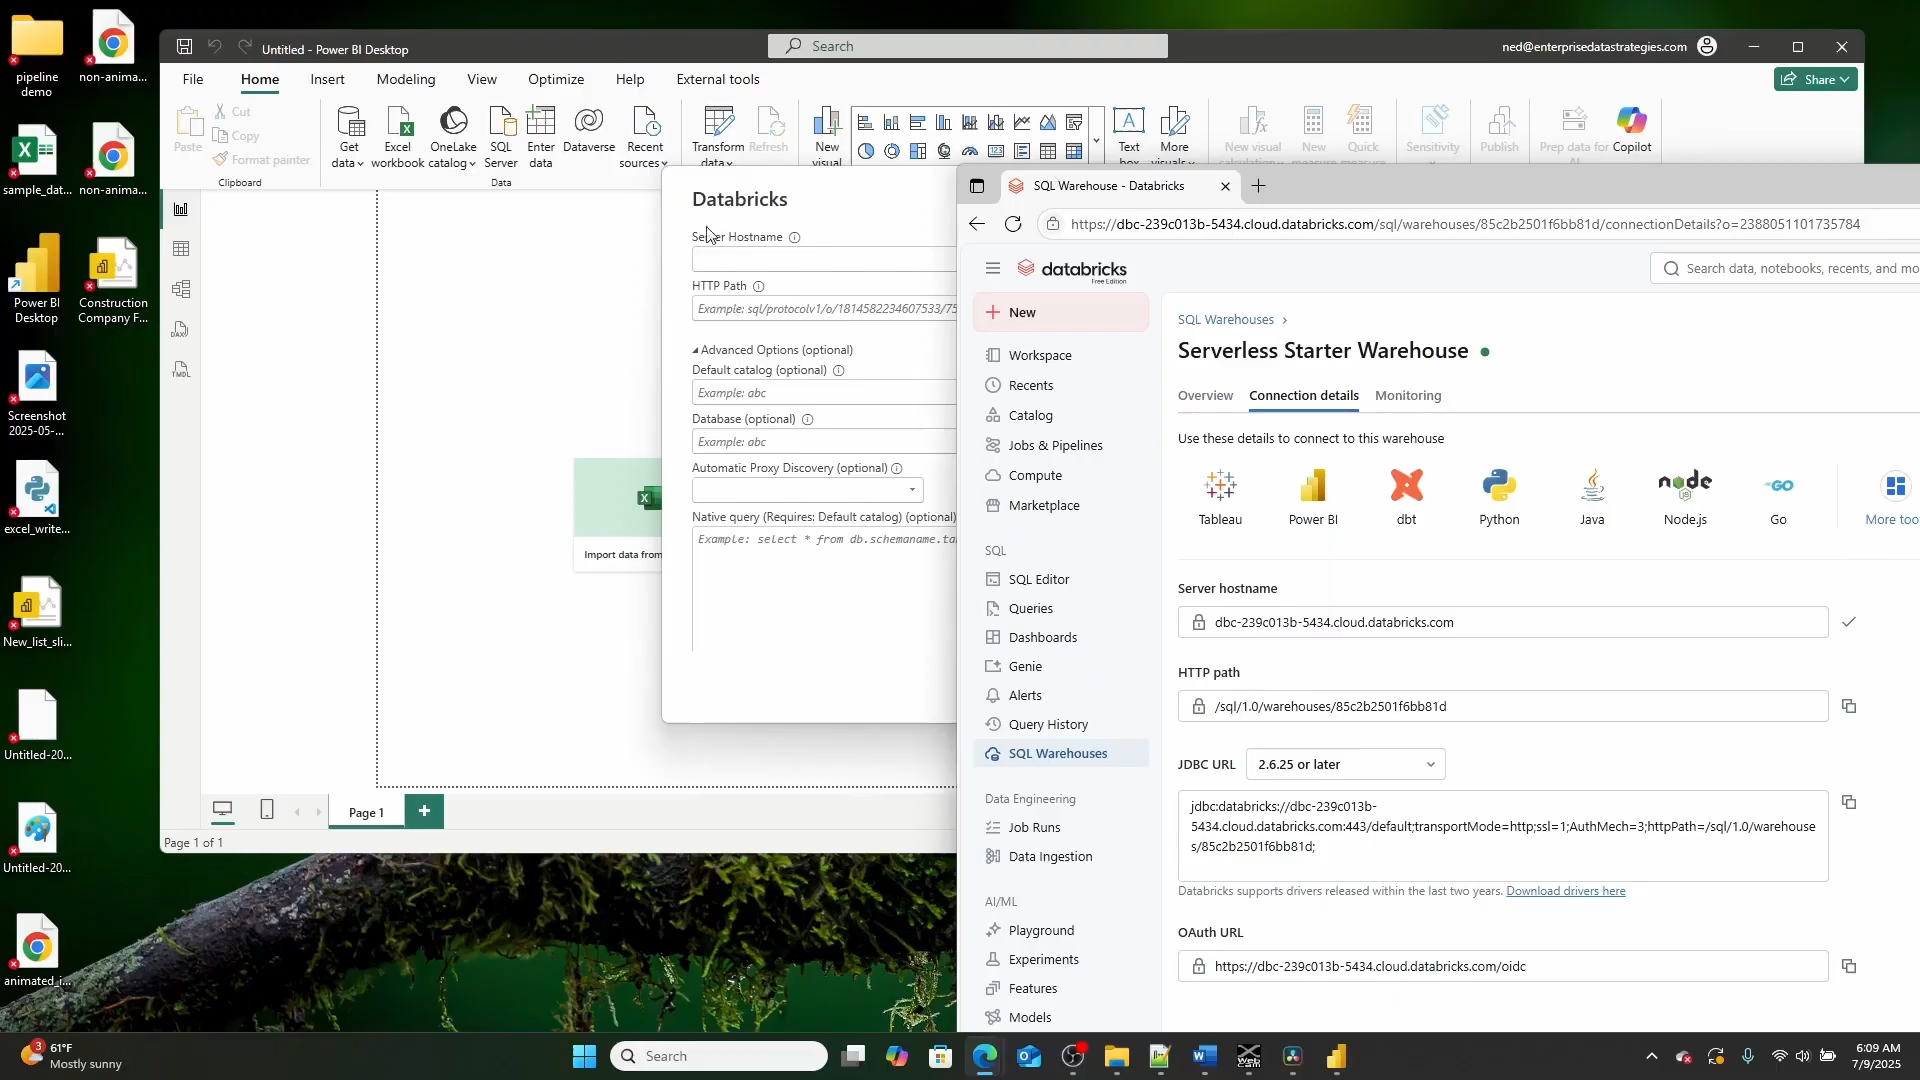 pipeline
demo
non-anima...
sample_dat...
non-anima...
Power BI
Desktop
Construction
Company F...
Screenshot
2025-05-...
excel_write...
New_list_sli...
Untitled-20...
Untitled-20...
animated_i...
Untitled - Power BI Desktop
Search
ned@enterprisedatastrategies.com
File
Home
Insert
Modeling
View
Optimize
Help
External tools
Share
Paste
Cut
Copy
Format painter
Clipboard
Get
data
Excel
workbook
OneLake
catalog
SQL
Server
Enter
data
Dataverse
Recent
sources
Data
Transform
data
Refresh
New
visual
Text
box
More
visuals
New visual
calculation
New
measure
Quick
measure
Sensitivity
Publish
Prep data for
AI
Copilot
Import data from
Databricks
Server Hostname
HTTP Path
Example: sql/protocolv1/o/1814582234607533/75
Advanced Options (optional)
Default catalog (optional)
Example: abc
Database (optional)
Example: abc
Automatic Proxy Discovery (optional)
Native query (Requires: Default catalog) (optional)
Example: select * from db.schemaname.ta
Page 1
Page 1 of 1
SQL Warehouse - Databricks
https://dbc-239c013b-5434.cloud.databricks.com/sql/warehouses/85c2b2501f6bb81d/connectionDetails?o=2388051101735784
databricks
Free Edition
Search data, notebooks, recents, and mo
New
Workspace
Recents
Catalog
Jobs & Pipelines
Compute
Marketplace
SQL
SQL Editor
Queries
Dashboards
Genie
Alerts
Query History
SQL Warehouses
Data Engineering
Job Runs
Data Ingestion
AI/ML
Playground
Experiments
Features
Models
SQL Warehouses
Serverless Starter Warehouse
Overview
Connection details
Monitoring
Use these details to connect to this warehouse
Tableau
Power BI
dbt
Python
Java
node
JS
Node.js
GO
Go
More too
Server hostname
dbc-239c013b-5434.cloud.databricks.com
HTTP path
/sql/1.0/warehouses/85c2b2501f6bb81d
JDBC URL
2.6.25 or later
jdbc:databricks://dbc-239c013b-
5434.cloud.databricks.com:443/default;transportMode=http;ssl=1;AuthMech=3;httpPath=/sql/1.0/warehouse
s/85c2b2501f6bb81d;
Databricks supports drivers released within the last two years. Download drivers here
OAuth URL
https://dbc-239c013b-5434.cloud.databricks.com/oidc
3
61°F
Mostly sunny
Search
6:09 AM
7/9/2025